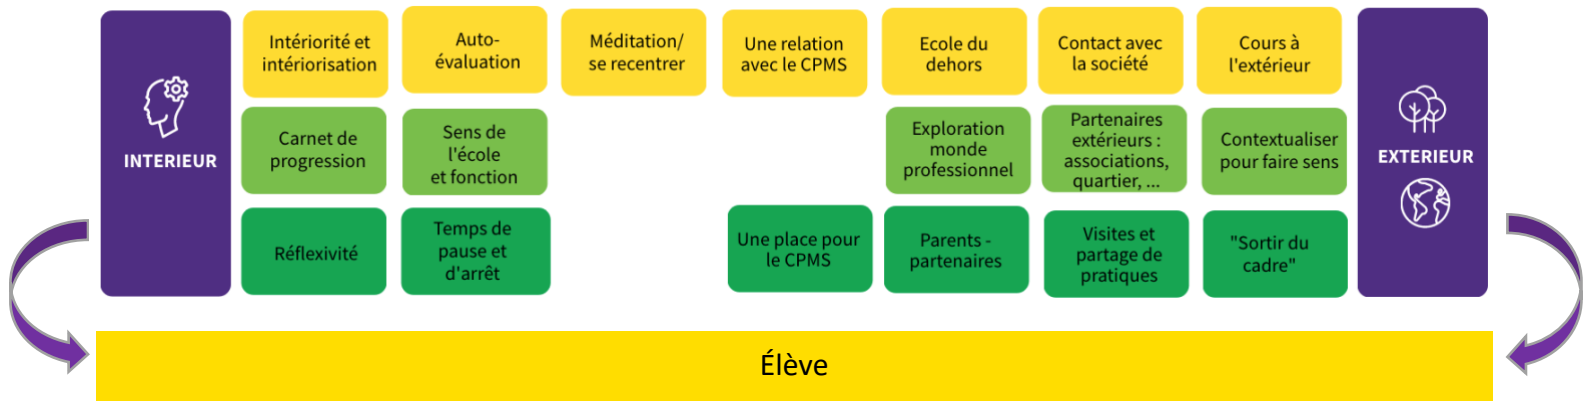 INTERIEUR
Intériorité et
intériorisation
Auto-
évaluation
Méditation/
se recentrer
Une relation
avec le CPMS
Ecole du
dehors
Contact avec
la société
Cours à
l'extérieur
Carnet de
progression
Sens de
l'école
et fonction
Exploration
monde
professionnel
Partenaires
extérieurs :
associations,
quartier, ...
Contextualiser
pour faire sens
Réflexivité
Temps de
pause et
d'arrêt
Une place pour
le CPMS
Parents -
partenaires
Visites et
partage de
pratiques
"Sortir du
cadre"
EXTERIEUR
Élève